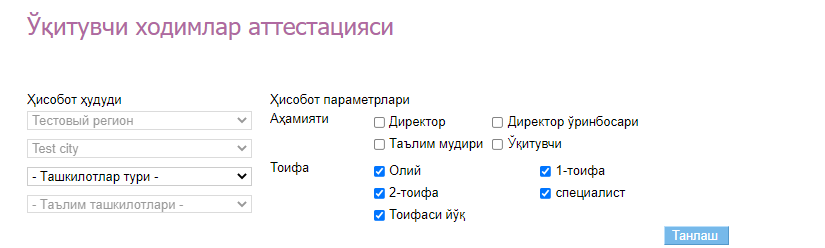 Ўқитувчи ходимлар аттестацияси
Ҳисобот ҳудуди
Тестовый регион
Test city
- Ташкилотлар тури -
- Таълим ташкилотлари -
Ҳисобот параметрлари
Аҳамияти
Директор
Директор ўринбосари
Таълим мудири
Ўқитувчи
Тоифа
Олий
1-тоифа
2-тоифа
специалист
Тоифаси йўқ
Танлаш